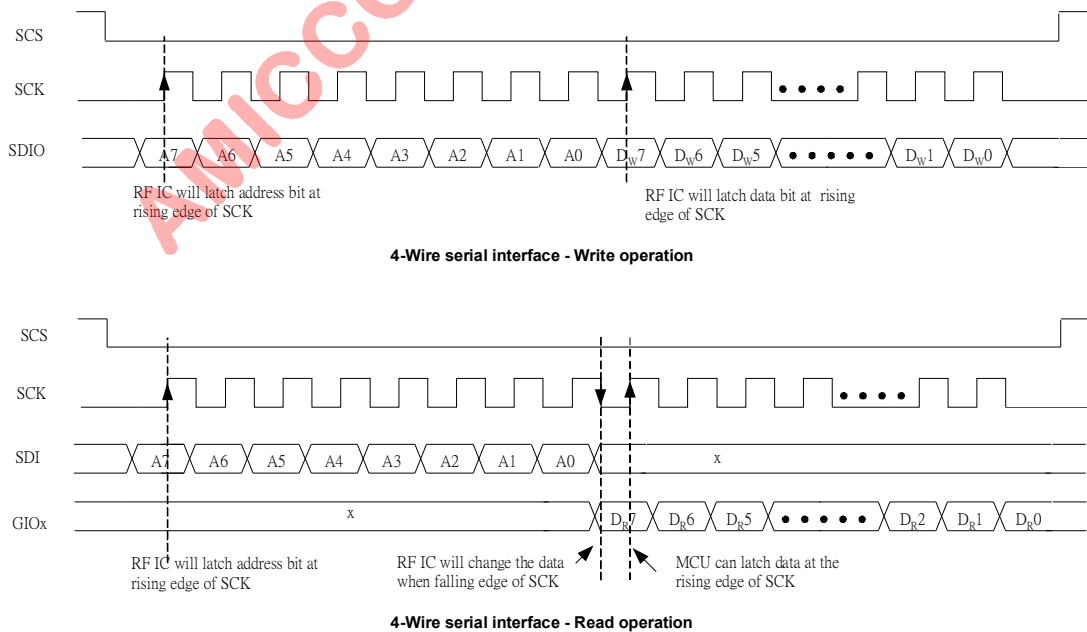 AMICCO
SCS
SCK
SDIO A7 A6 A5 A4 A3 A2 A1 A0 DW7 DW6 DW5 DW1 DW0
RF IC will latch address bit at
rising edge of SCK
RF IC will latch data bit at rising
edge of SCK
4-Wire serial interface - Write operation
SCS
SCK
SDI A7 A6 A5 A4 A3 A2 A1 A0 x
GIOx x DR7 DR6 DR5 DR2 DR1 DR0
RF IC will latch address bit at
rising edge of SCK
RF IC will change the data
when falling edge of SCK
MCU can latch data at the
rising edge of SCK
4-Wire serial interface - Read operation